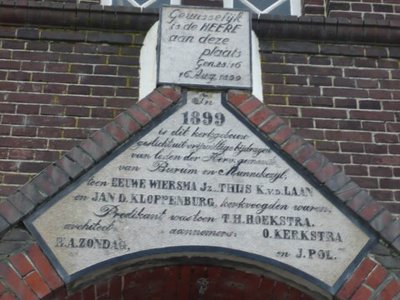 Gewisselijk
is de HEERE
aan deze
plaats
Gen. 28:16
16 Aug. 1899
In
1899
is dit kerkgebouw
gesticht uit vrijwillige bijdragen
van leden der Herv. gemeente
van Bierum en
toen EEUWE WIERSMA Jz. THIJS K. v.d. LAAN
en JAN D. KLOPPENBURG, kerkvoogden waren.
Predikant was toen T.H. HOEKSTRA.
architect aannemers: O. KERKSTRA
ZONDAG, en J. POL.